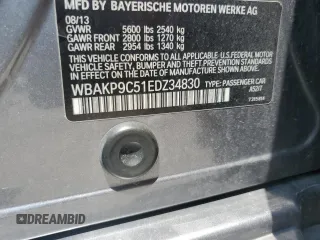 MFD BY BAYERISCHE MOTOREN WERKE AG
08/13
GVWR 5600 lbs 2540 kg
GAWR FRONT 2800 lbs 1270 kg
GAWR REAR 2954 lbs 1340 kg
THIS VEHICLE CONFORMS TO ALL APPLICABLE U.S. FEDERAL MOTOR
VEHICLE SAFETY, BUMPER, AND THEFT PREVENTION STANDARDS
IN EFFECT ON THE DATE OF MANUFACTURE SHOWN ABOVE.
WBAKP9C51EDZ34830 TYPE: PASSENGER CAR
A52IT
DREAMBID